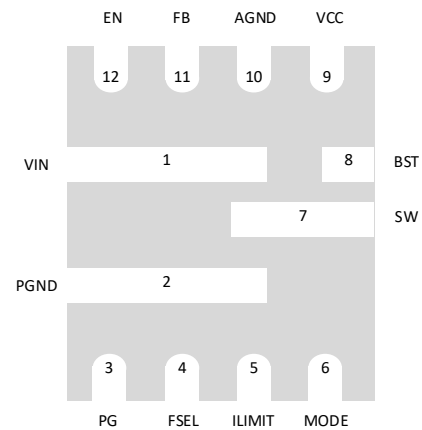 EN FB AGND VCC
12 11 10 9
VIN 1 8 BST
7 SW
PGND 2
3 4 5 6
PG FSEL ILIMIT MODE